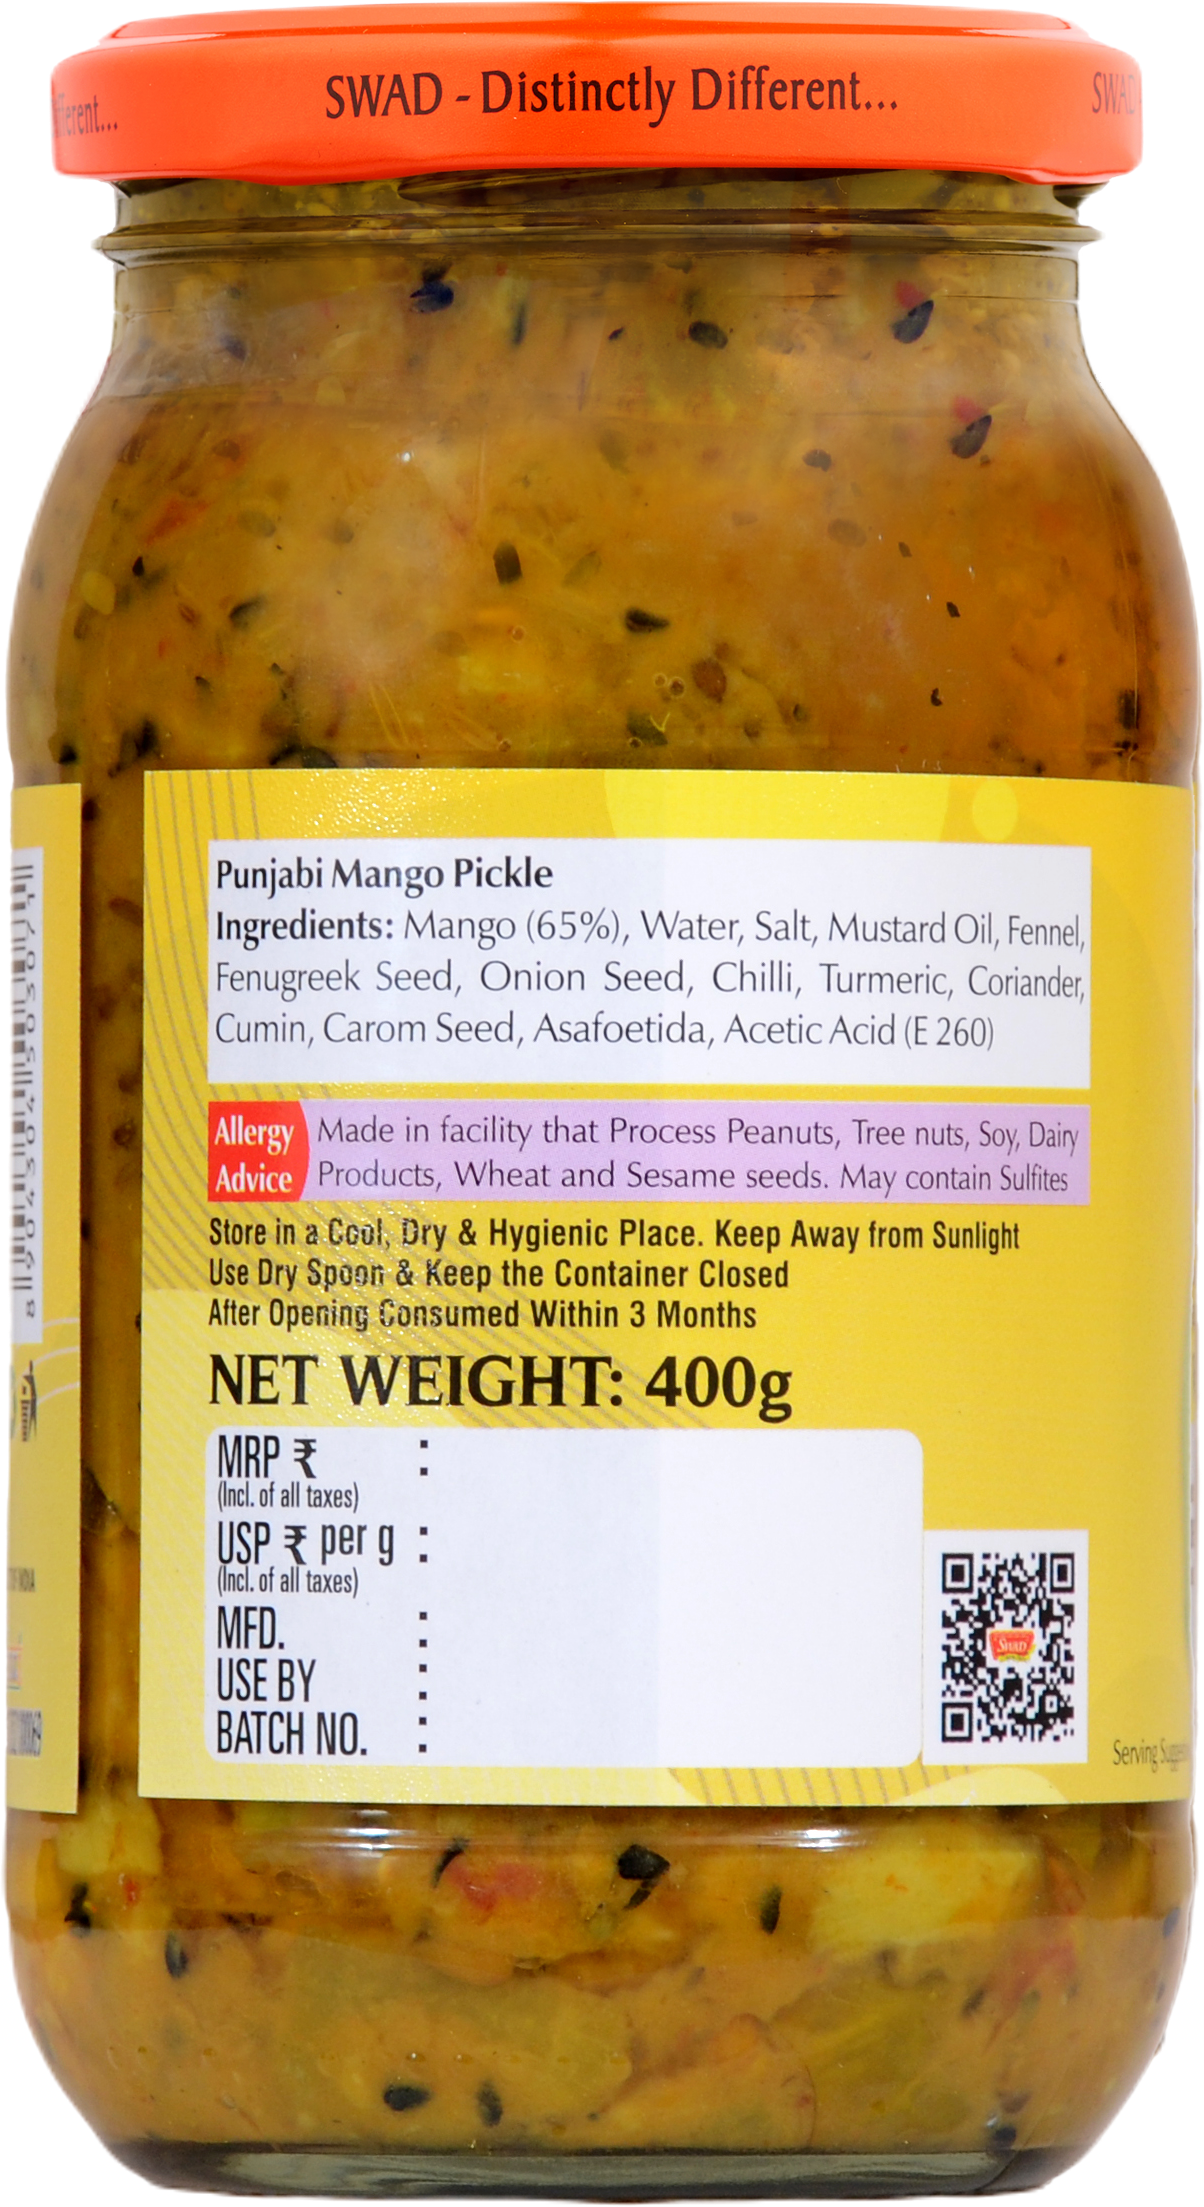 SWAD - Distinctly Different...
Punjabi Mango Pickle
Ingredients: Mango (65%), Water, Salt, Mustard Oil, Fennel,
Fenugreek Seed, Onion Seed, Chilli, Turmeric, Coriander,
Cumin, Carom Seed, Asafoetida, Acetic Acid (E 260)
Allergy
Advice
Made in facility that Process Peanuts, Tree nuts, Soy, Dairy
Products, Wheat and Sesame seeds. May contain Sulfites
Store in a Cool, Dry & Hygienic Place. Keep Away from Sunlight
Use Dry Spoon & Keep the Container Closed
After Opening Consumed Within 3 Months
NET WEIGHT: 400g
MRP ₹ :
(Incl. of all taxes)
USP ₹ per g :
(Incl. of all taxes)
MFD. :
USE BY :
BATCH NO. :
SWAD
Serving